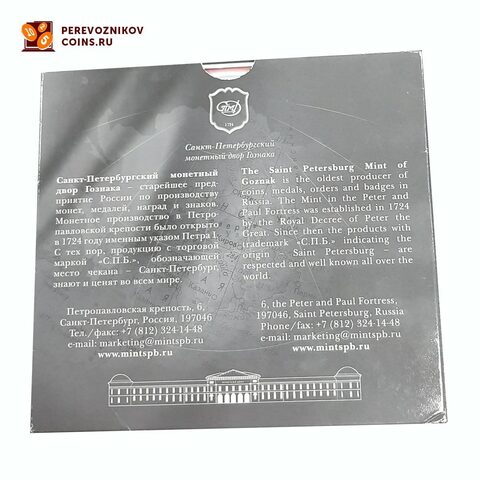 PEREVOZNIKOV
COINS.RU
1724
Санкт-Петербургский
монетный двор Гознака
Санкт-Петербургский монетный
двор Гознака – старейшее пред-
приятие России по производству
монет, медалей, наград и знаков.
Монетное производство в Петро-
павловской крепости было открыто
в 1724 году именным указом Петра I.
С тех пор, продукцию с торговой
маркой «С.П.Б.», обозначающей
место чекана – Санкт-Петербург,
знают и ценят во всем мире.
The Saint Petersburg Mint of
Goznak is the oldest producer of
coins, medals, orders and badges in
Russia. The Mint in the Peter and
Paul Fortress was established in 1724
by the Royal Decree of Peter the
Great. Since then the products with
trademark «С.П.Б.» indicating the
origin – Saint Petersburg – are
respected and well known all over the
world.
Петропавловская крепость, 6,
Санкт-Петербург, Россия, 197046
Тел./факс: +7 (812) 324-14-48
e-mail: marketing@mintspb.ru
www.mintspb.ru
6, the Peter and Paul Fortress,
197046, Saint Petersburg, Russia
Phone/fax: +7 (812) 324-14-48
e-mail: marketing@mintspb.ru
www.mintspb.ru